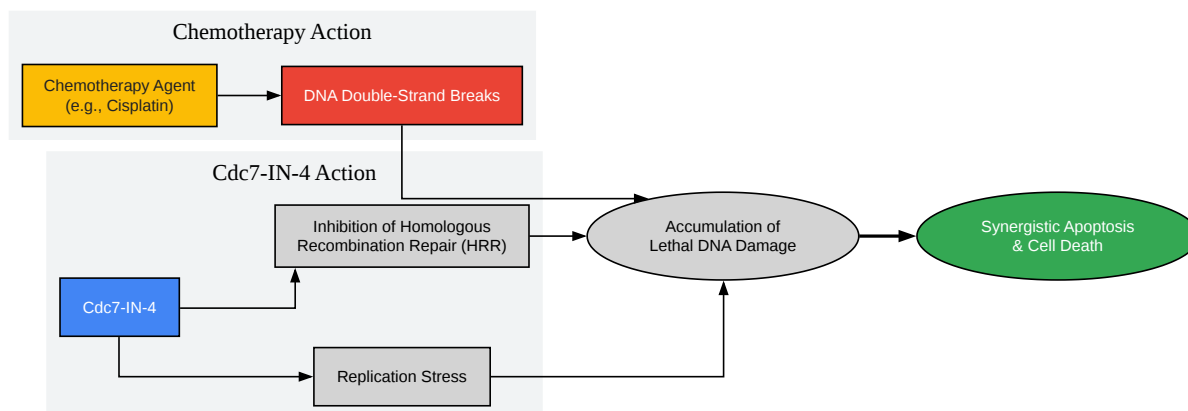 Chemotherapy Action
Chemotherapy Agent
(e.g., Cisplatin)
DNA Double-Strand Breaks
Cdc7-IN-4 Action
Inhibition of Homologous
Recombination Repair (HRR)
Accumulation of
Lethal DNA Damage
Synergistic Apoptosis
& Cell Death
Cdc7-IN-4
Replication Stress